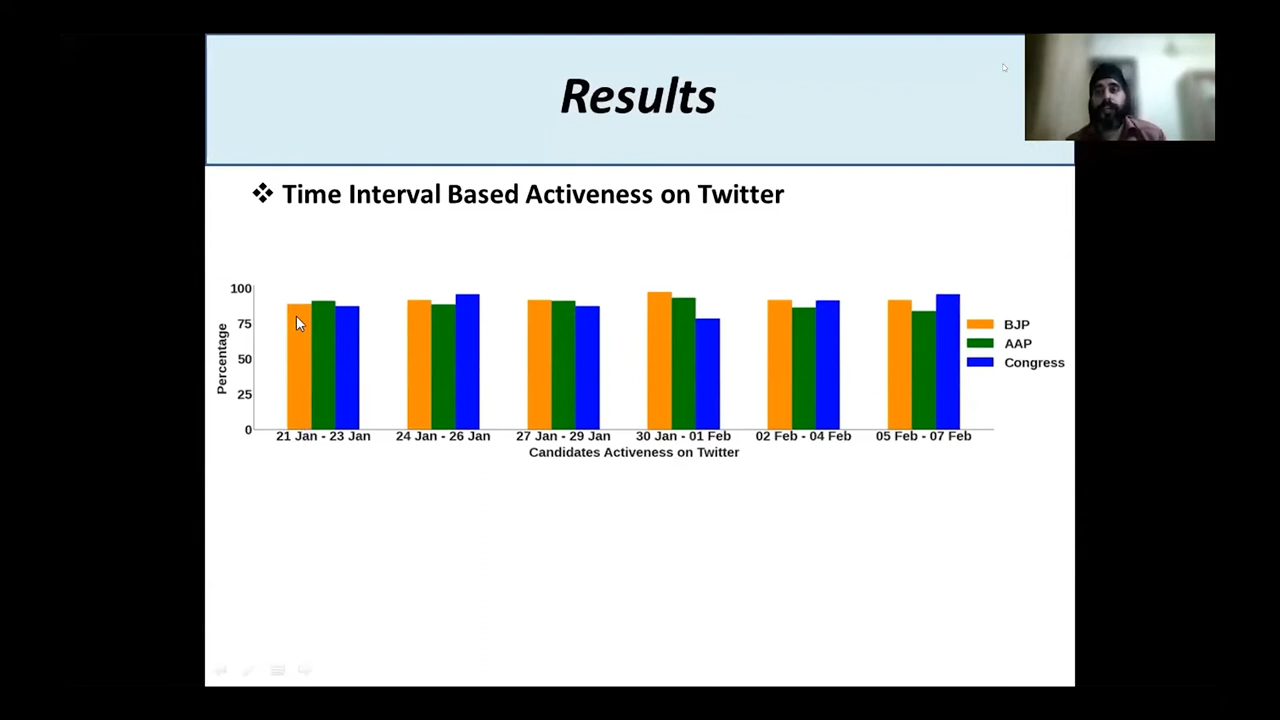 Results
❖ Time Interval Based Activeness on Twitter
100
75
50
25
0
Percentage
21 Jan - 23 Jan 24 Jan - 26 Jan 27 Jan - 29 Jan 30 Jan - 01 Feb 02 Feb - 04 Feb 05 Feb - 07 Feb
Candidates Activeness on Twitter
BJP
AAP
Congress